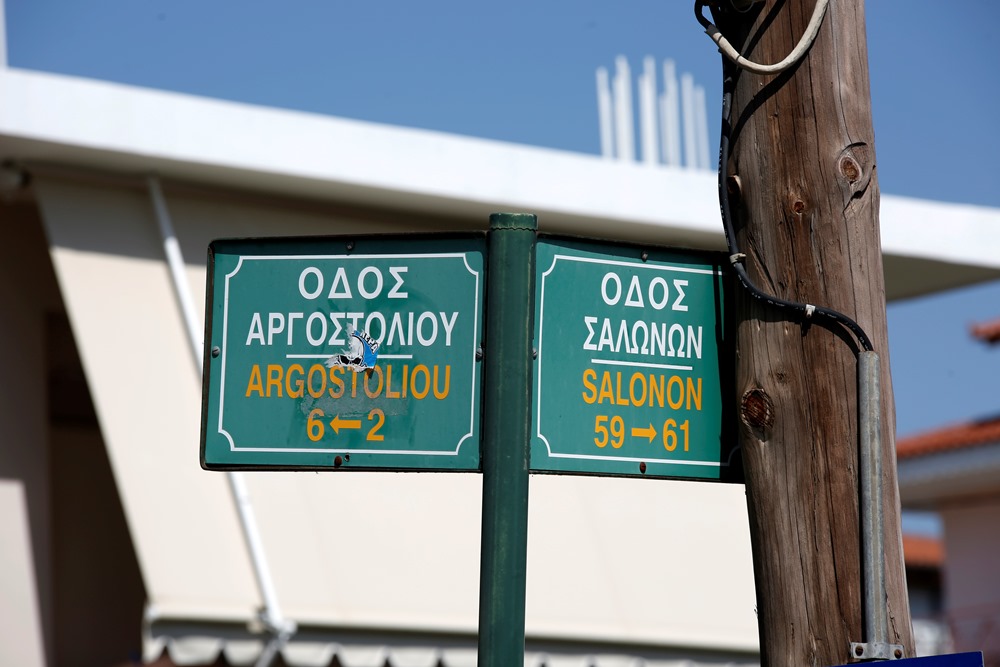 ΟΔΟΣ
ΑΡΓΟΣΤΟΛΙΟΥ
ARGOSTOLIOU
6←2
ΟΔΟΣ
ΣΑΛΩΝΩΝ
SALONON
59→61